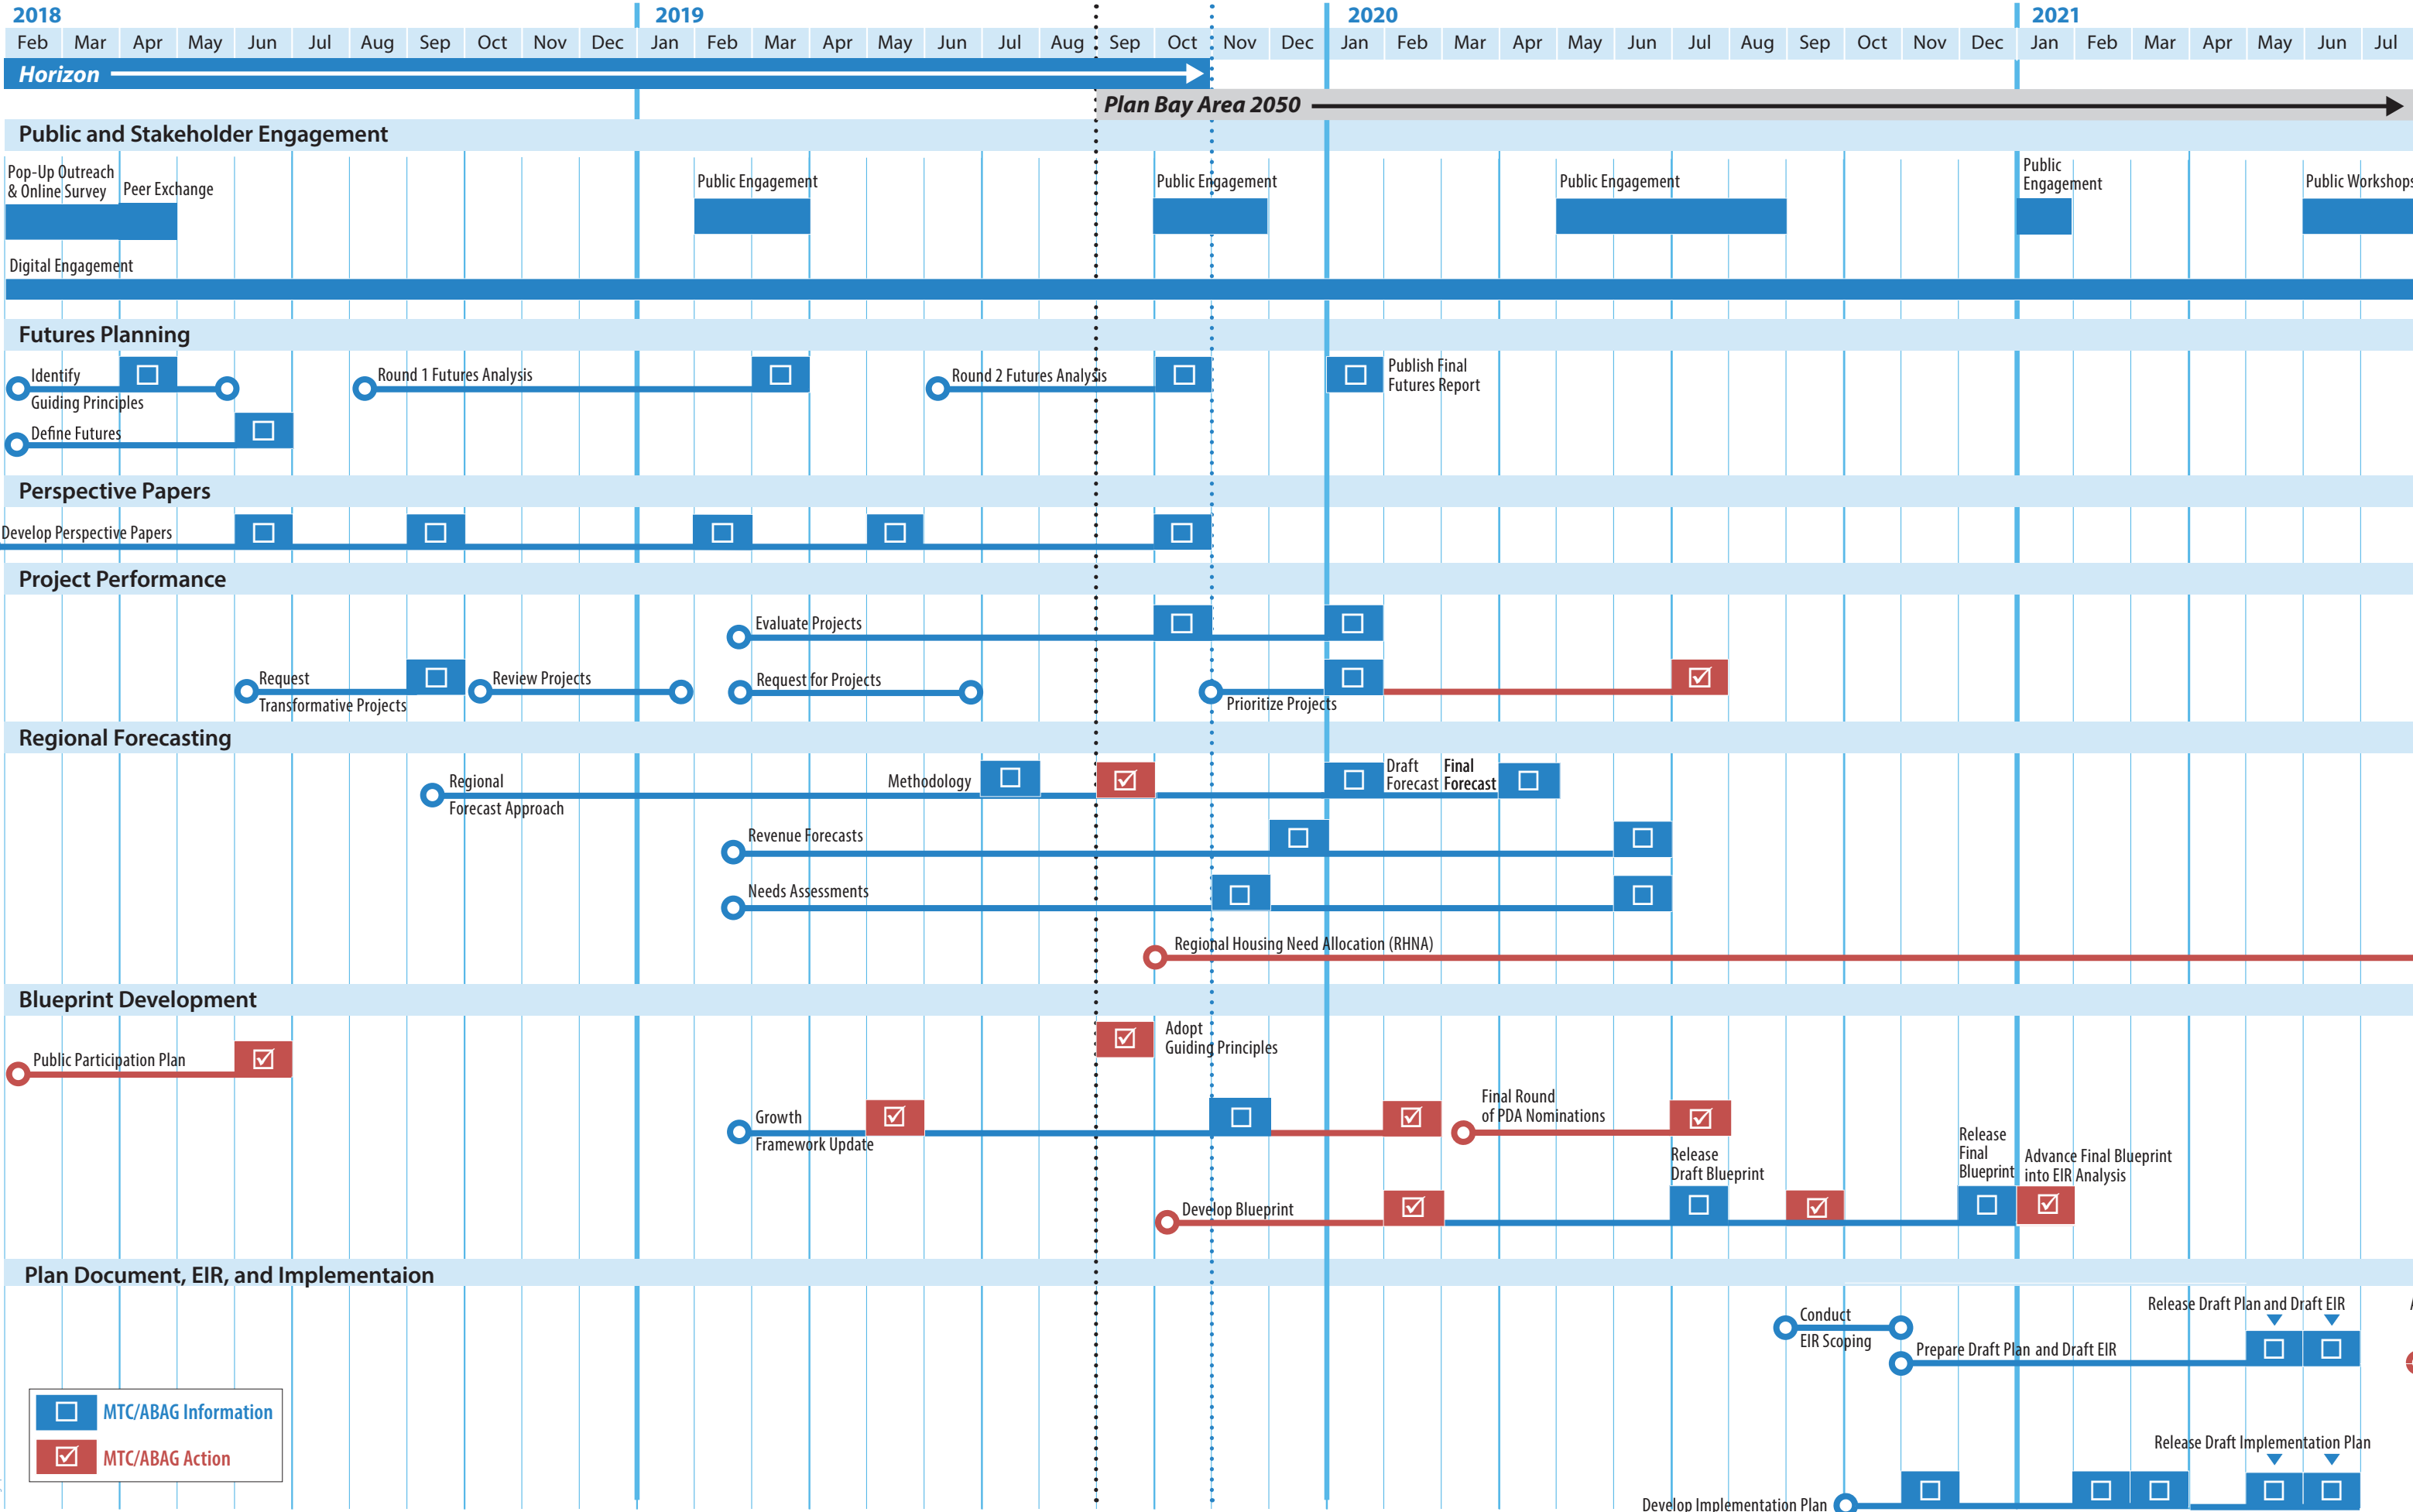 2018 2019 2020 2021
Feb Mar Apr May Jun Jul Aug Sep Oct Nov Dec Jan Feb Mar Apr May Jun Jul Aug Sep Oct Nov Dec Jan Feb Mar Apr May Jun Jul Aug Sep Oct Nov Dec Jan Feb Mar Apr May Jun Jul
Horizon
Plan Bay Area 2050
Public and Stakeholder Engagement
Pop-Up Outreach
& Online Survey
Peer Exchange
Public Engagement
Public Engagement
Public Engagement
Public
Engagement
Public Workshops
Digital Engagement
Futures Planning
Identify
Guiding Principles
Round 1 Futures Analysis
Round 2 Futures Analysis
Publish Final
Futures Report
Define Futures
Perspective Papers
Develop Perspective Papers
Project Performance
Evaluate Projects
Request
Transformative Projects
Review Projects
Request for Projects
Prioritize Projects
Regional Forecasting
Regional
Forecast Approach
Methodology
Draft
Forecast
Final
Forecast
Revenue Forecasts
Needs Assessments
Regional Housing Need Allocation (RHNA)
Blueprint Development
Adopt
Guiding Principles
Public Participation Plan
Growth
Framework Update
Final Round
of PDA Nominations
Release
Draft Blueprint
Release
Final
Blueprint
Advance Final Blueprint
into EIR Analysis
Develop Blueprint
Plan Document, EIR, and Implementaion
Conduct
EIR Scoping
Release Draft Plan and Draft EIR
Prepare Draft Plan and Draft EIR
MTC/ABAG Information
MTC/ABAG Action
Release Draft Implementation Plan
Develop Implementation Plan